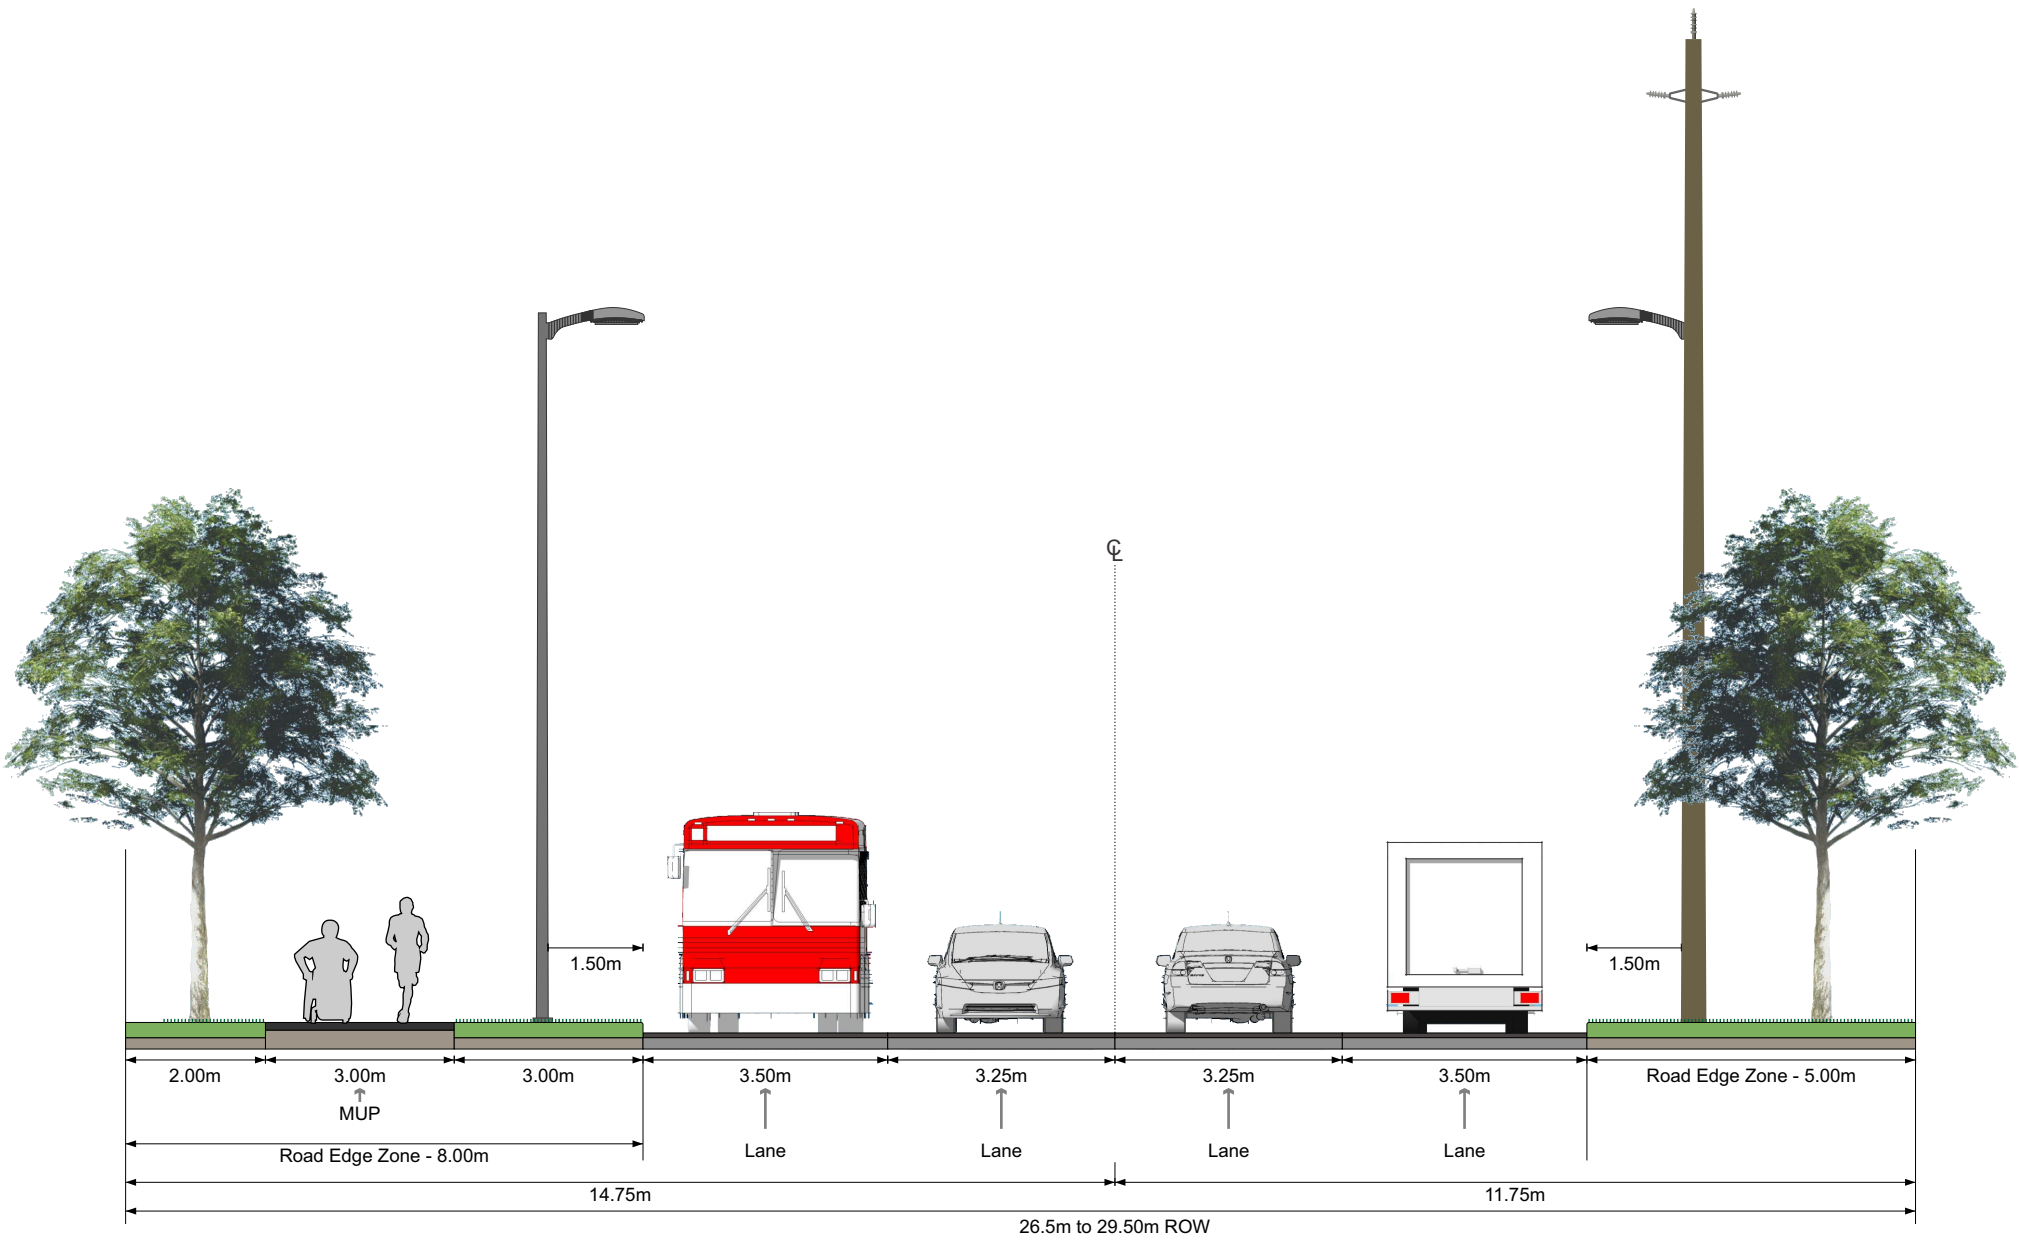 ℄
1.50m
1.50m
2.00m
3.00m
3.00m
3.50m
3.25m
3.25m
3.50m
Road Edge Zone - 5.00m
MUP
Lane
Lane
Lane
Lane
Road Edge Zone - 8.00m
14.75m
11.75m
26.5m to 29.50m ROW